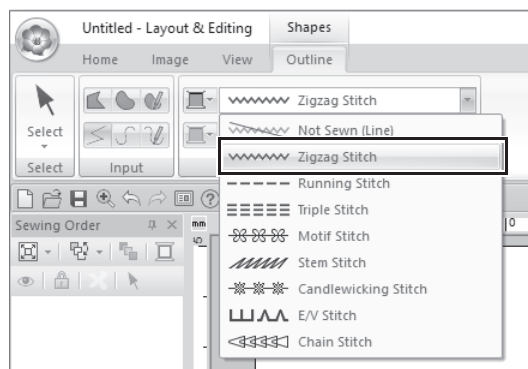 Untitled - Layout & Editing
Shapes
Home Image View Outline
Zigzag Stitch
Select
Not Sewn (Line)
Zigzag Stitch
Select
Input
Running Stitch
Triple Stitch
Sewing Order
mm
Motif Stitch
Stem Stitch
Candlewicking Stitch
E/V Stitch
Chain Stitch